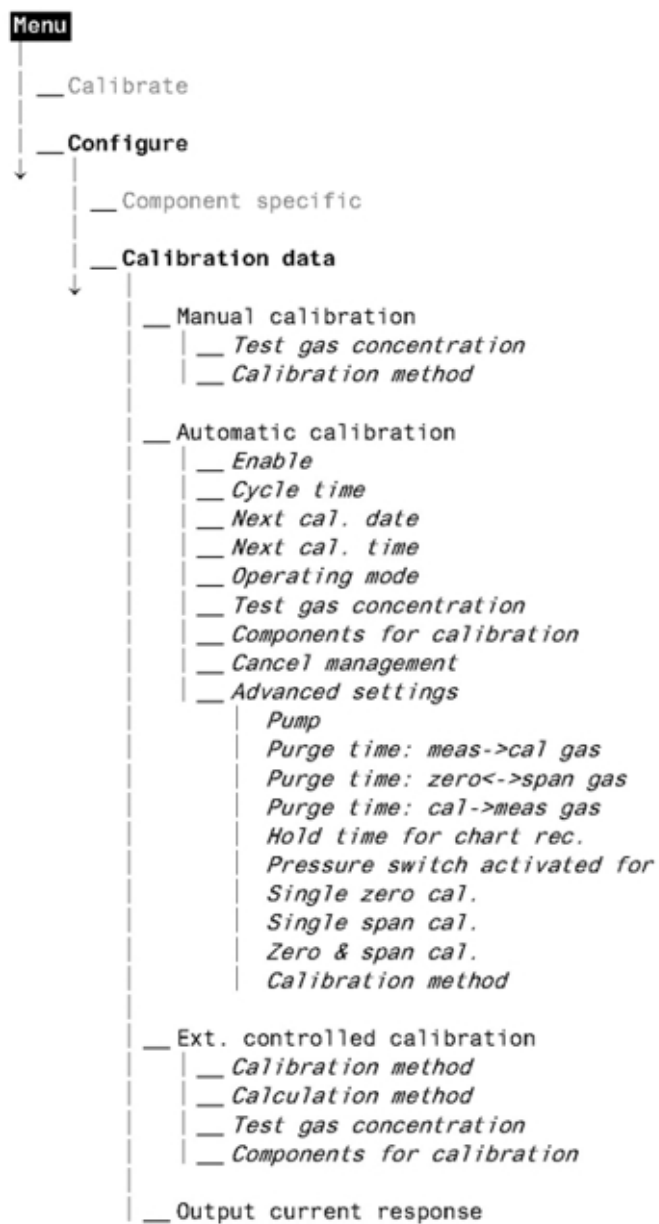 Menu
Calibrate
Configure
Component specific
Calibration data
Manual calibration
Test gas concentration
Calibration method
Automatic calibration
Enable
Cycle time
Next cal. date
Next cal. time
Operating mode
Test gas concentration
Components for calibration
Cancel management
Advanced settings
Pump
Purge time: meas->cal gas
Purge time: zero<->span gas
Purge time: cal->meas gas
Hold time for chart rec.
Pressure switch activated for
Single zero cal.
Single span cal.
Zero & span cal.
Calibration method
Ext. controlled calibration
Calibration method
Calculation method
Test gas concentration
Components for calibration
Output current response